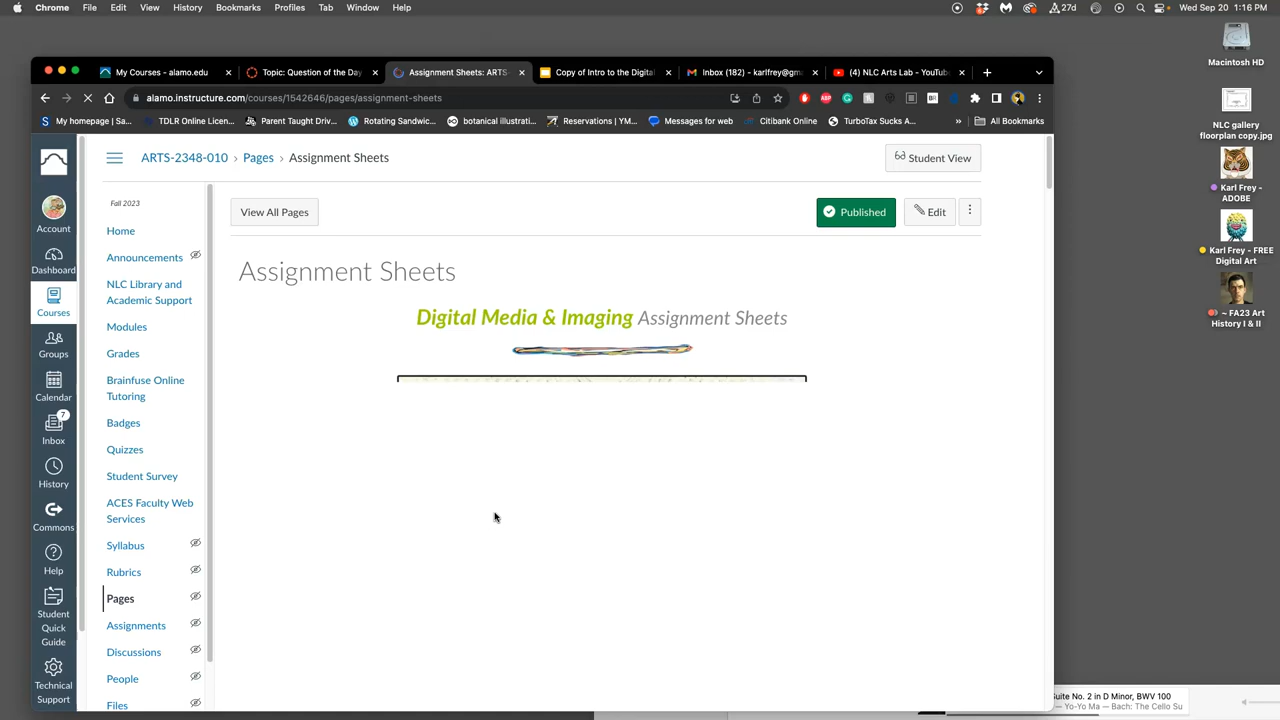 Chrome File Edit View History Bookmarks Profiles Tab Window Help
27d
Wed Sep 20 1:16 PM
My Courses - alamo.edu
Topic: Question of the Day
Assignment Sheets: ARTS-
Copy of Intro to the Digital
Inbox (182) - karlfrey@gm
(4) NLC Arts Lab - YouTub
alamo.instructure.com/courses/1542646/pages/assignment-sheets
My homepage | Sa...
TDLR Online Licen...
Parent Taught Driv...
Rotating Sandwic...
botanical illustrati...
Reservations | YM...
Messages for web
Citibank Online
TurboTax Sucks A...
»
All Bookmarks
Macintosh HD
NLC gallery
floorplan copy.jpg
Karl Frey -
ADOBE
Karl Frey - FREE
Digital Art
~ FA23 Art
History I & II
Account
Dashboard
Courses
Groups
Calendar
7
Inbox
History
Commons
Help
Student
Quick
Guide
Technical
Support
ARTS-2348-010 › Pages › Assignment Sheets
Student View
Fall 2023
Home
Announcements
NLC Library and
Academic Support
Modules
Grades
Brainfuse Online
Tutoring
Badges
Quizzes
Student Survey
ACES Faculty Web
Services
Syllabus
Rubrics
Pages
Assignments
Discussions
People
Files
View All Pages
Published
Edit
Assignment Sheets
Digital Media & Imaging Assignment Sheets
Suite No. 2 in D Minor, BWV 100
— Yo-Yo Ma — Bach: The Cello Su